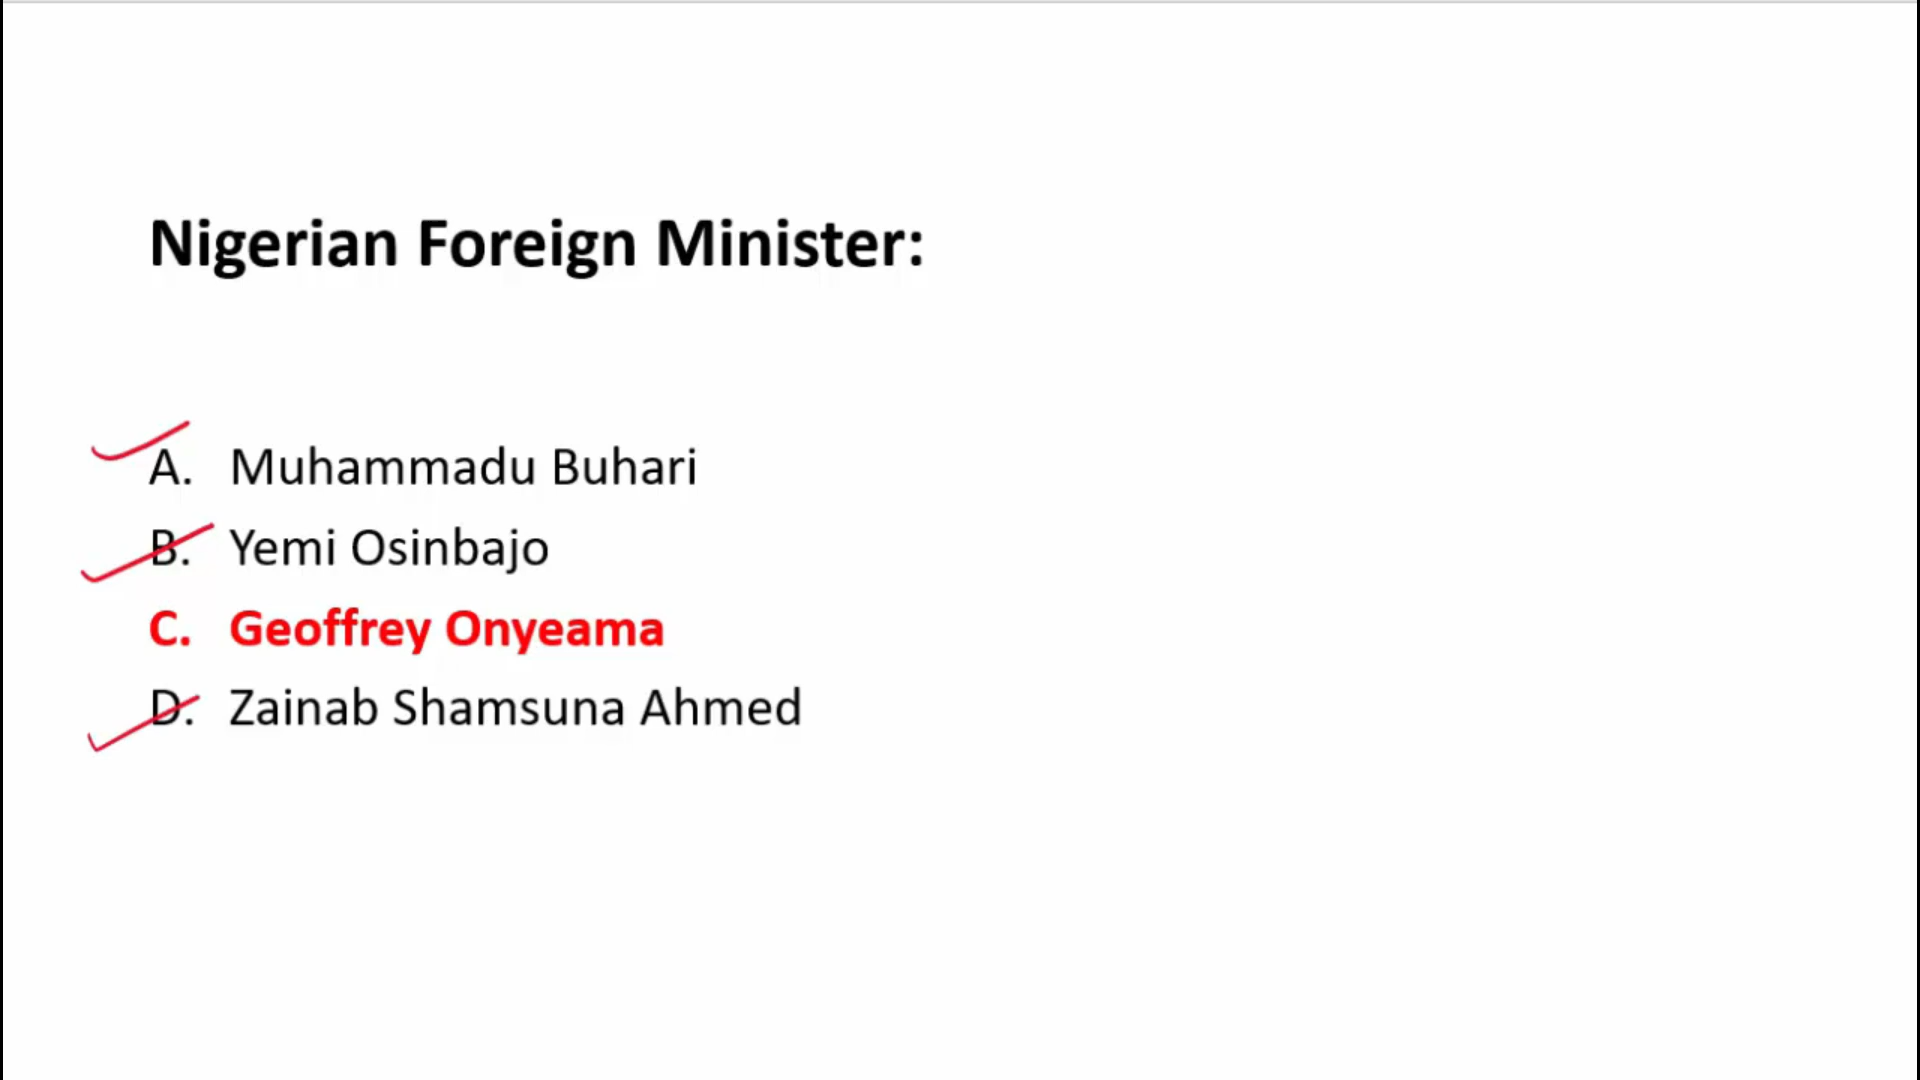 Nigerian Foreign Minister:
A. Muhammadu Buhari
B. Yemi Osinbajo
C. Geoffrey Onyeama
D. Zainab Shamsuna Ahmed